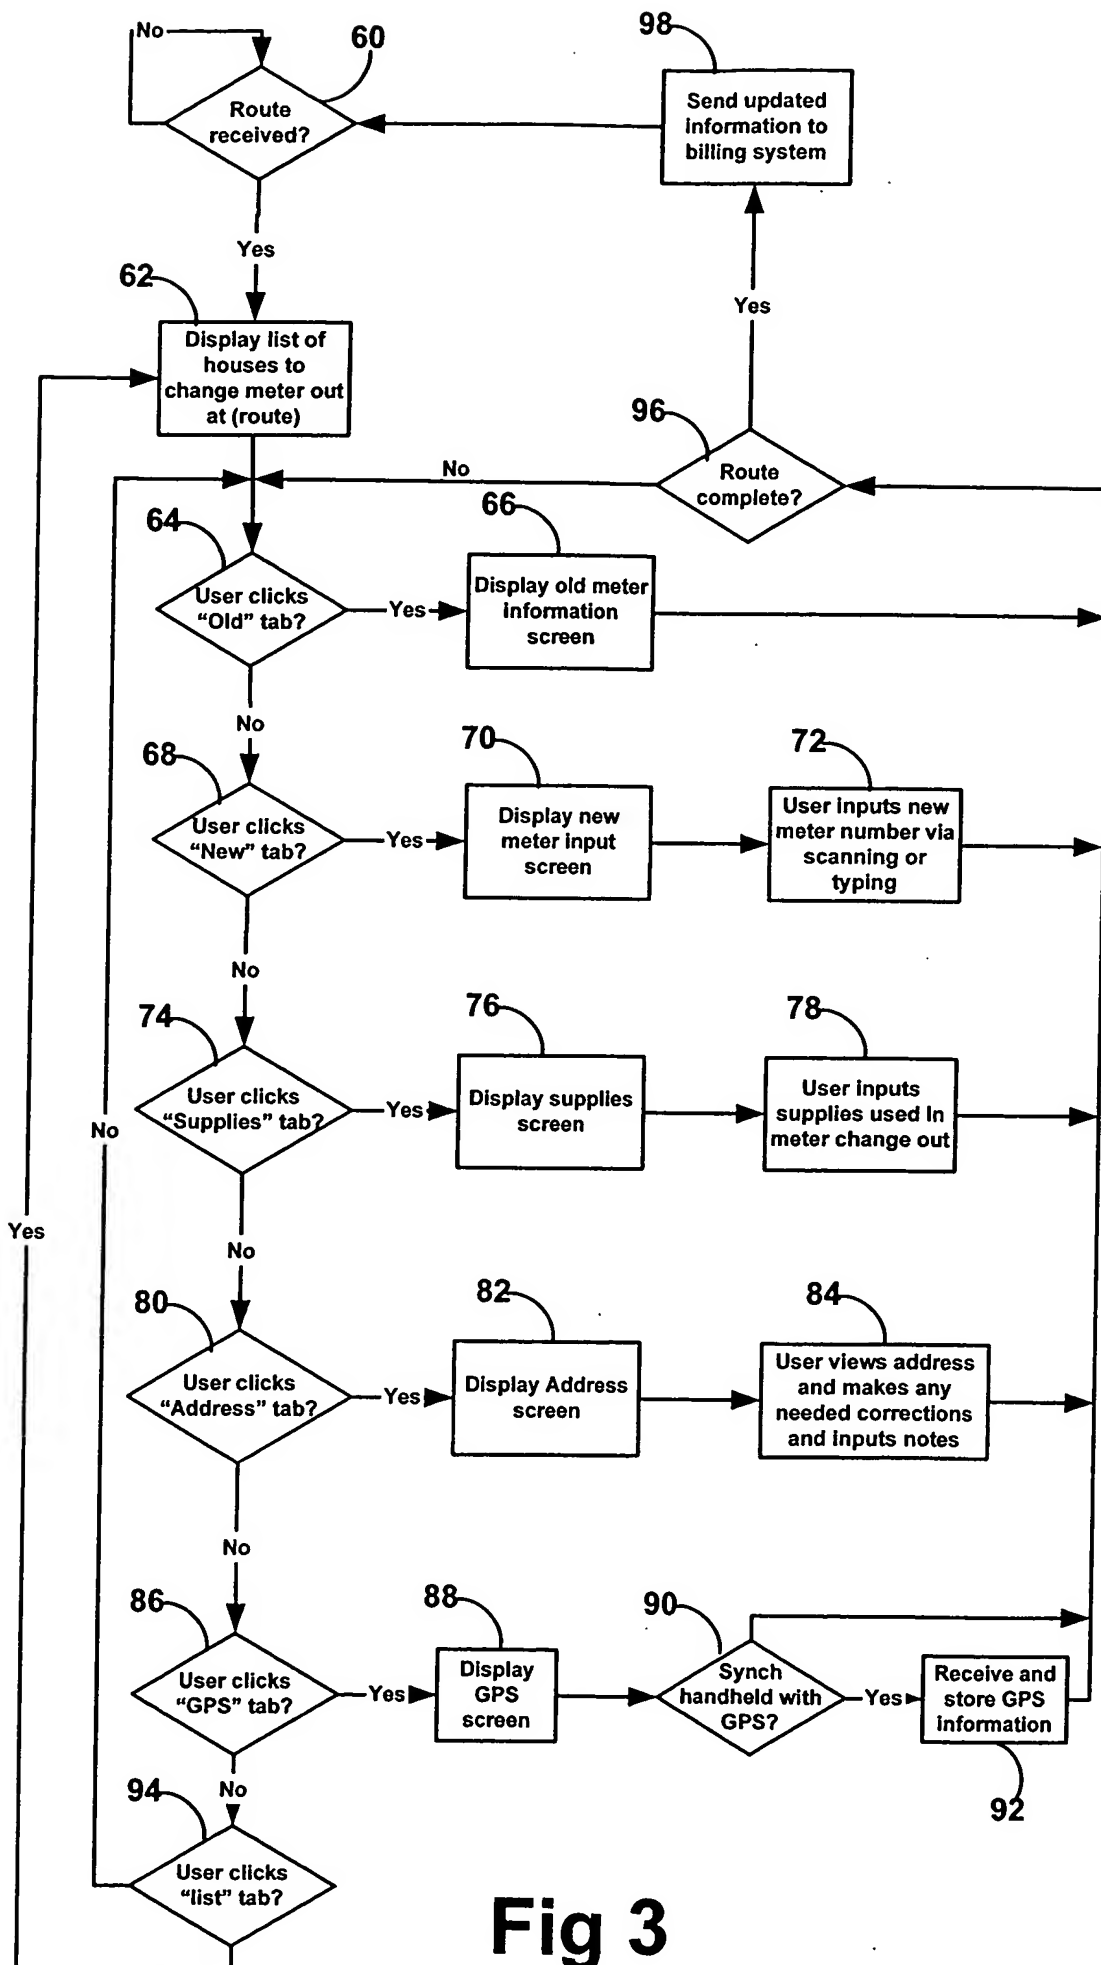 No
60
98
Route
received?
Send updated
information to
billing system
Yes
62
Display list of
houses to
change meter out
at (route)
Yes
96
Route
complete?
No
64
User clicks
“Old” tab?
Yes
66
Display old meter
information
screen
No
68
User clicks
“New” tab?
Yes
70
Display new
meter input
screen
72
User inputs new
meter number via
scanning or
typing
No
74
User clicks
“Supplies” tab?
Yes
76
Display supplies
screen
78
User inputs
supplies used In
meter change out
No
Yes
No
80
User clicks
“Address” tab?
Yes
82
Display Address
screen
84
User views address
and makes any
needed corrections
and inputs notes
No
86
User clicks
“GPS” tab?
Yes
88
Display
GPS
screen
90
Synch
handheld with
GPS?
Yes
Receive and
store GPS
information
92
No
94
User clicks
“list” tab?
Fig 3